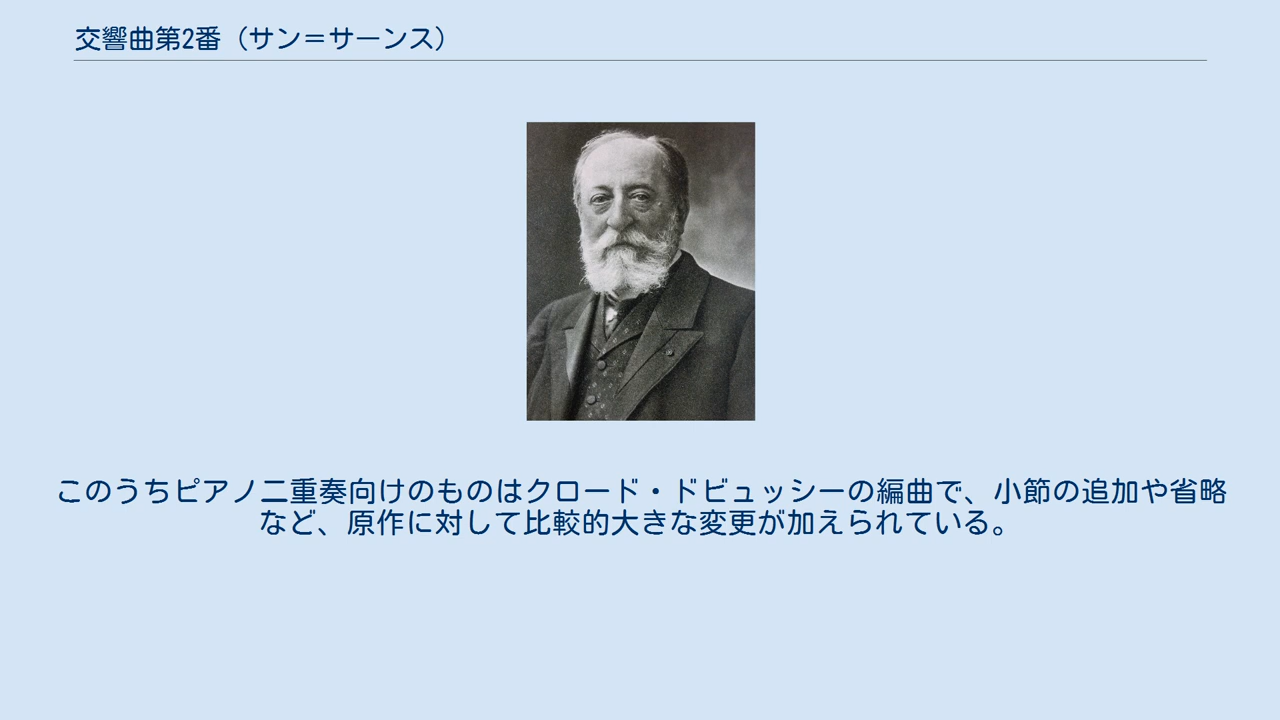 交響曲第2番（サン＝サーンス）
このうちピアノ二重奏向けのものはクロード・ドビュッシーの編曲で、小節の追加や省略
など、原作に対して比較的大きな変更が加えられている。